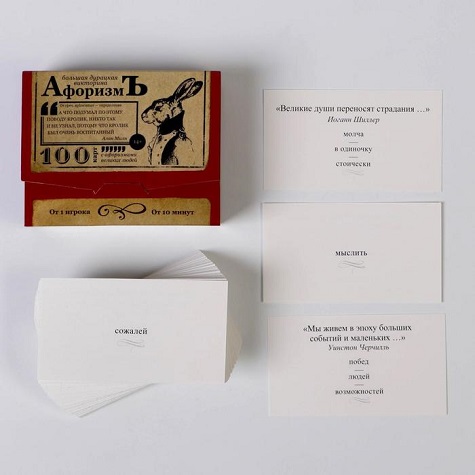 большая дурацкая
викторина
АфоризмЪ
А ЧТО ПОДУМАЛ ПО ЭТОМУ
ПОВОДУ КРОЛИК, НИКТО ТАК
И НЕ УЗНАЛ, ПОТОМУ ЧТО КРОЛИК
БЫЛ ОЧЕНЬ ВОСПИТАННЫЙ
Алан Милн
100 карт
с афоризмами
великих людей
От 1 игрока
От 10 минут
«Великие души переносят страдания ...»
Иоганн Шиллер
молча
в одиночку
стоически
мыслить
сожалей
«Мы живем в эпоху больших
событий и маленьких ...»
Уинстон Черчилль
побед
людей
возможностей